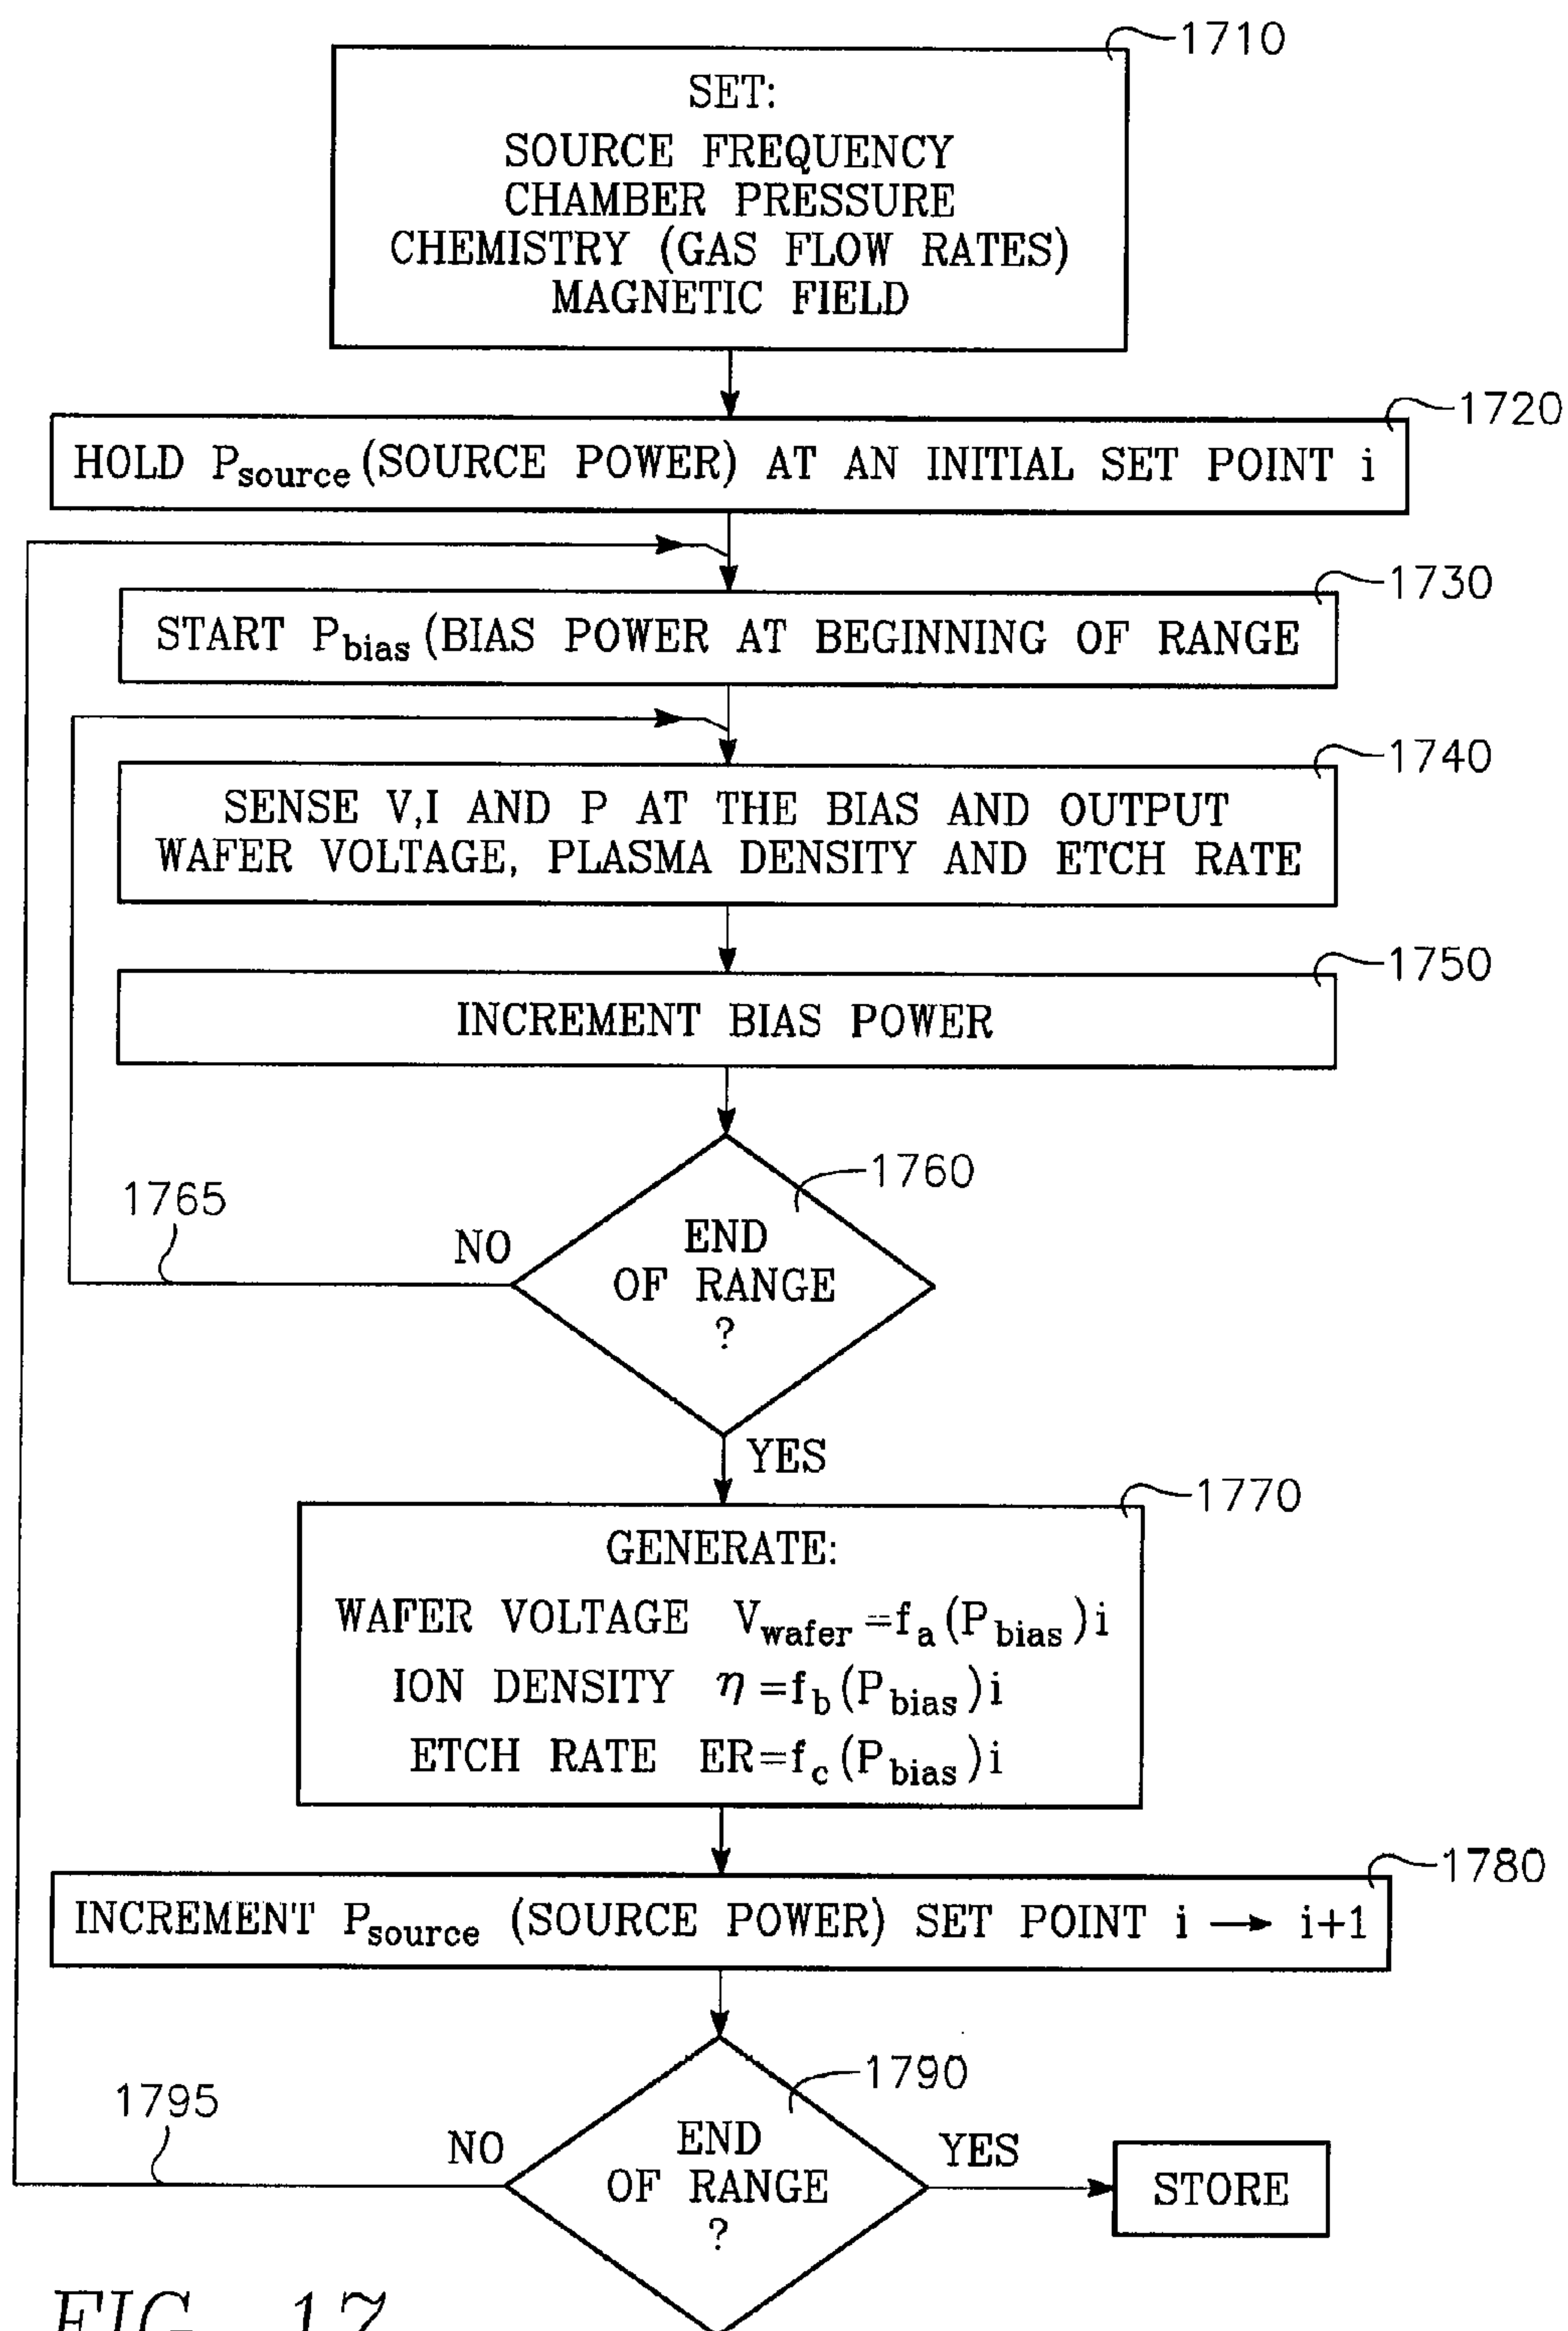 1710
SET:
SOURCE FREQUENCY
CHAMBER PRESSURE
CHEMISTRY (GAS FLOW RATES)
MAGNETIC FIELD
1720
HOLD Psource (SOURCE POWER) AT AN INITIAL SET POINT i
1730
START Pbias (BIAS POWER AT BEGINNING OF RANGE
1740
SENSE V,I AND P AT THE BIAS AND OUTPUT
WAFER VOLTAGE, PLASMA DENSITY AND ETCH RATE
1750
INCREMENT BIAS POWER
1760
1765
NO
END
OF RANGE
?
YES
1770
GENERATE:
WAFER VOLTAGE Vwafer =fa(Pbias)i
ION DENSITY η =fb(Pbias)i
ETCH RATE ER=fc(Pbias)i
1780
INCREMENT Psource (SOURCE POWER) SET POINT i → i+1
1790
1795
NO
END
OF RANGE
?
YES
STORE
FIG. 17